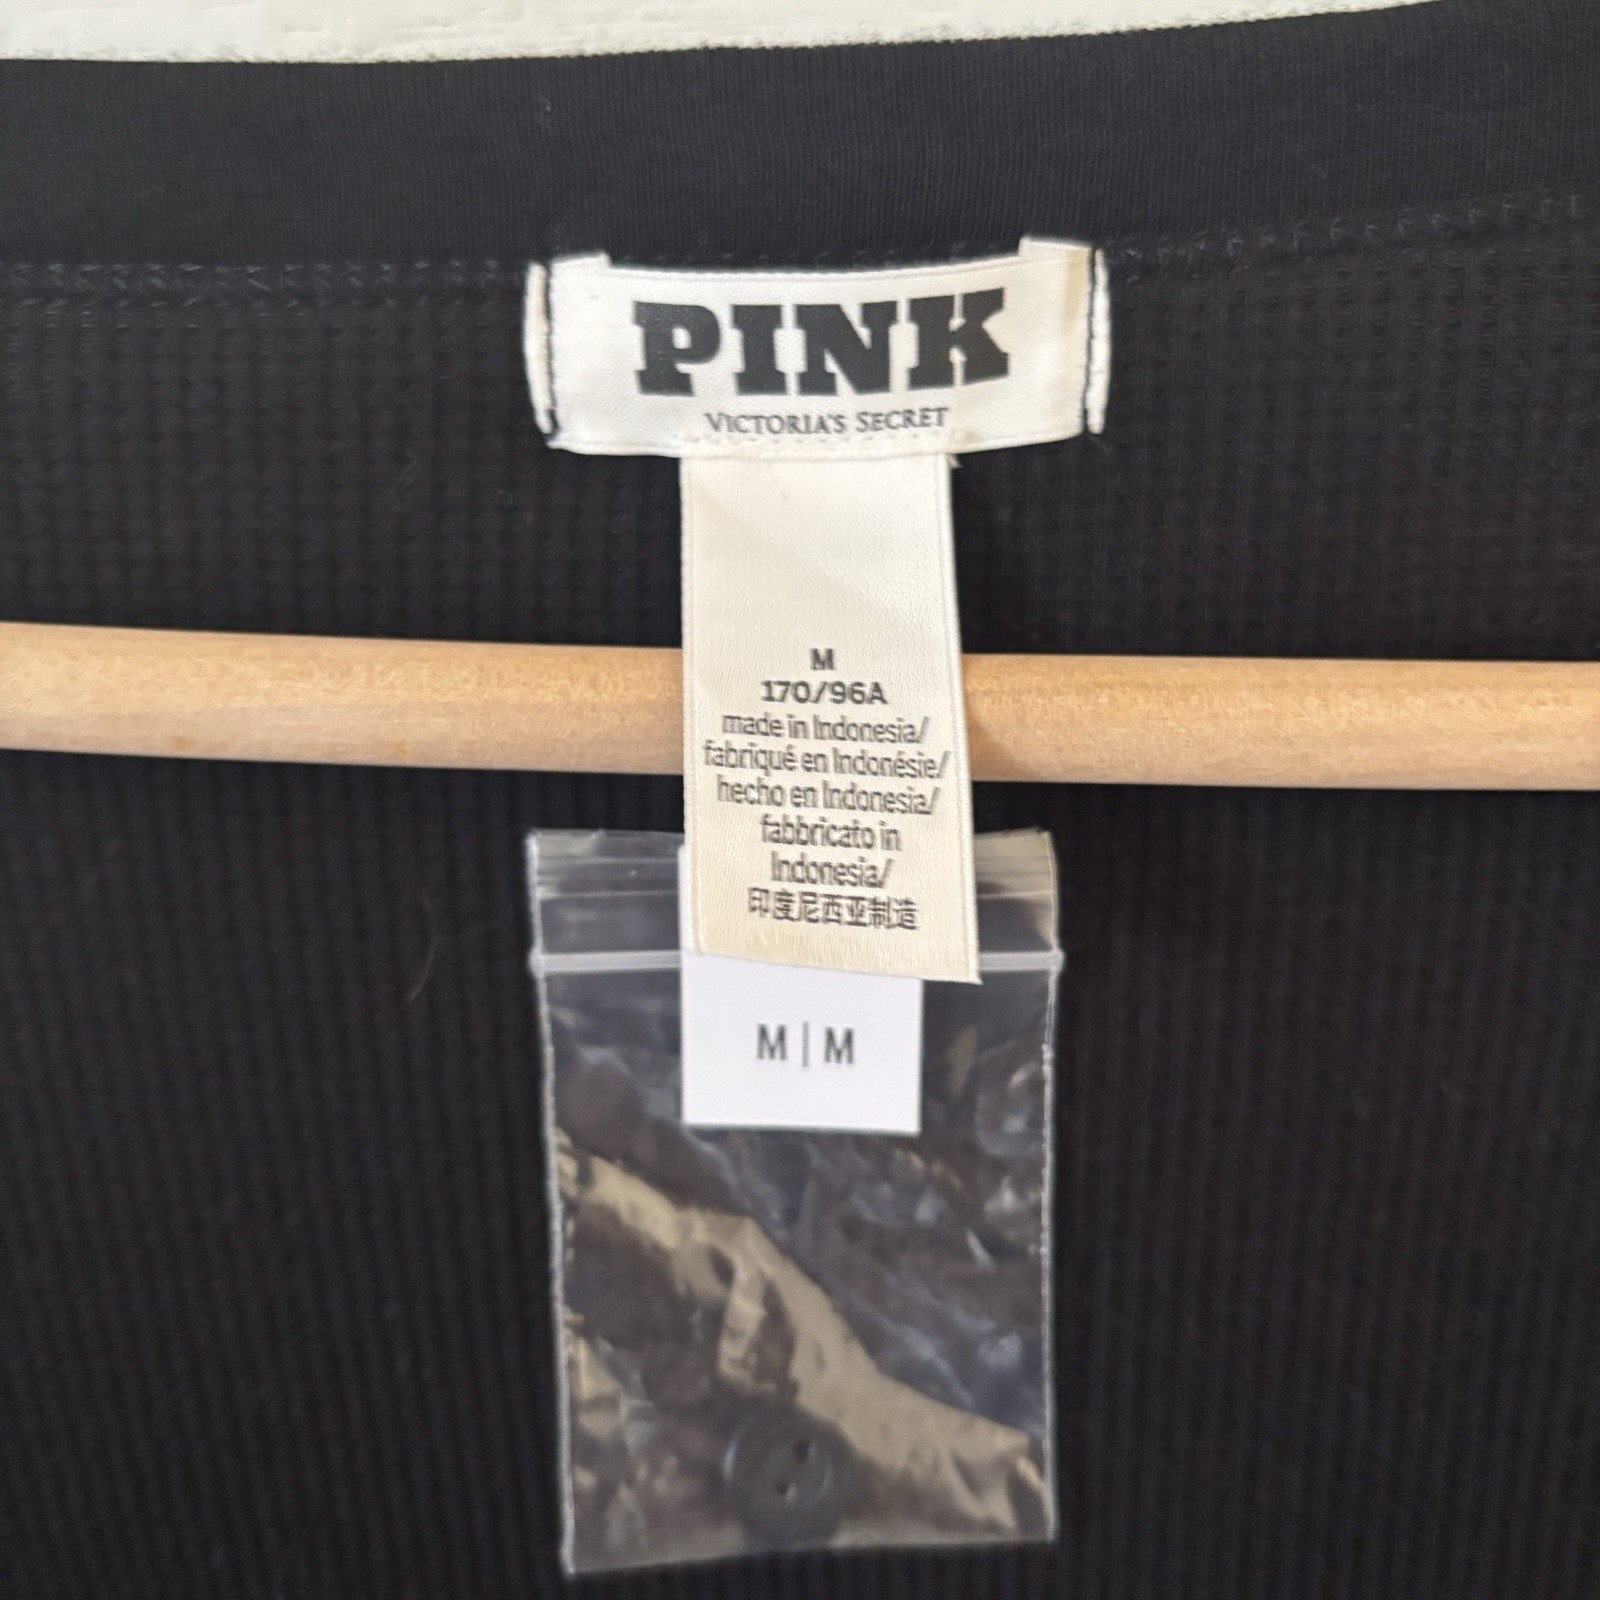 PINK
VICTORIA'S SECRET
M
170/96A
made in Indonesia/
fabriqué en Indonésie/
hecho en Indonesia/
fabbricato in
Indonesia/
印度尼西亚制造
M | M